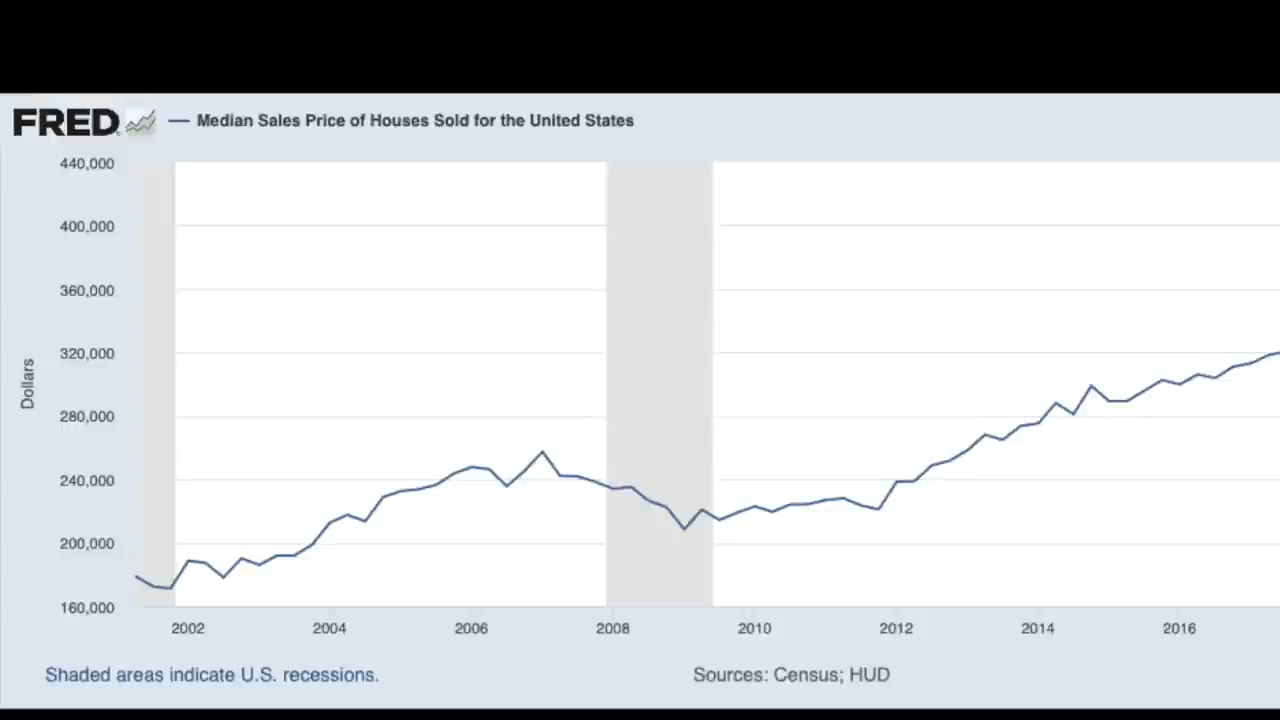 FRED
Median Sales Price of Houses Sold for the United States
440,000
400,000
360,000
320,000
280,000
240,000
200,000
160,000
Dollars
2002 2004 2006 2008 2010 2012 2014 2016
Shaded areas indicate U.S. recessions.
Sources: Census; HUD